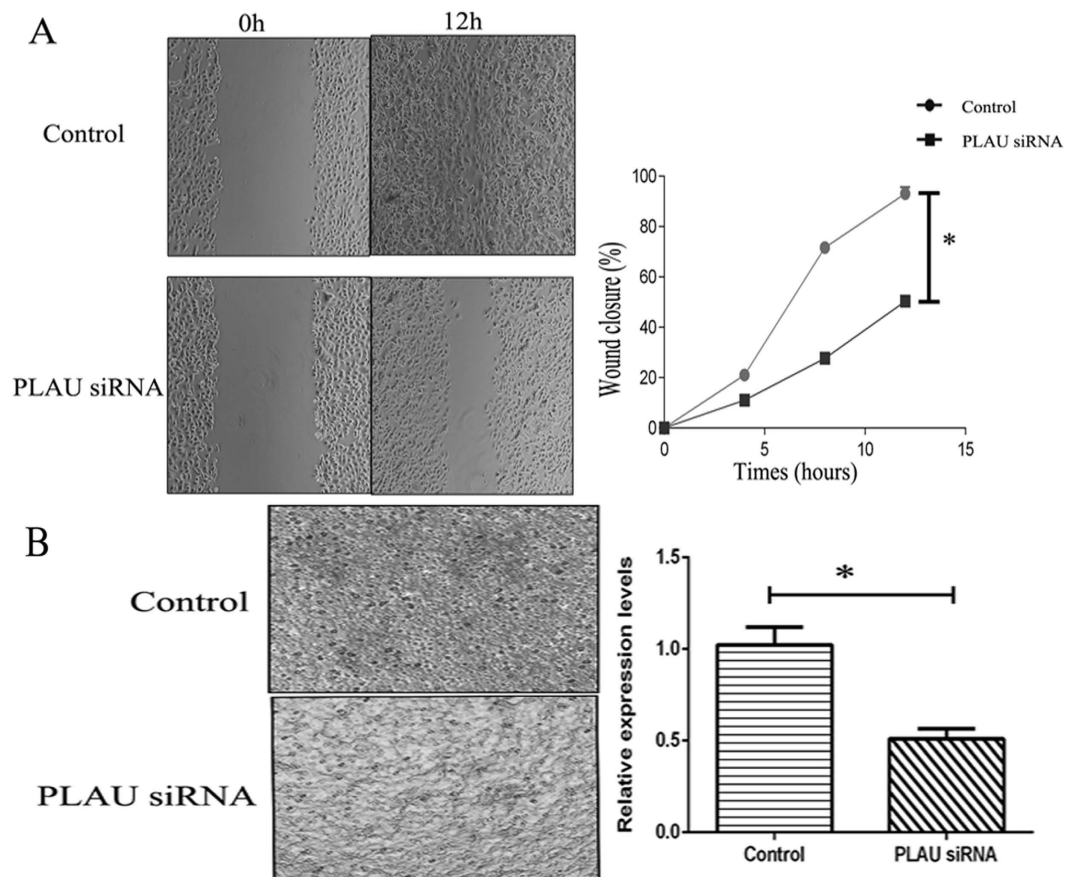 A
0h
12h
Control
PLAU siRNA
Control
PLAU siRNA
Wound closure (%)
100
80
60
40
20
0
*
0
5
10
15
Times (hours)
B
Control
PLAU siRNA
Relative expression levels
1.5
1.0
0.5
0.0
*
Control
PLAU siRNA